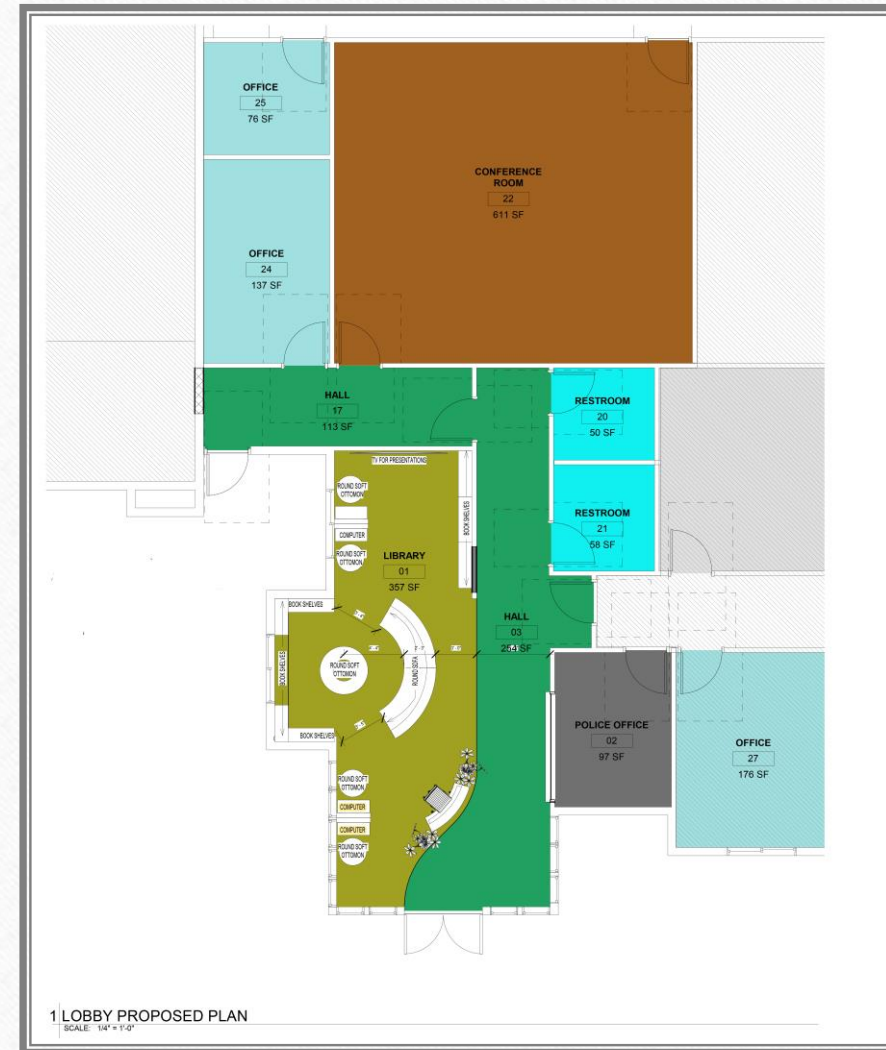 OFFICE
25
76 SF
CONFERENCE
ROOM
22
611 SF
OFFICE
24
137 SF
HALL
17
113 SF
RESTROOM
20
50 SF
TV FOR PRESENTATIONS
ROUND SOFT
OTTOMON
COMPUTER
ROUND SOFT
OTTOMON
BOOK SHELVES
RESTROOM
21
58 SF
LIBRARY
01
357 SF
BOOK SHELVES
BOOK SHELVES
ROUND SOFT
OTTOMON
ROUND SOFA
HALL
03
254 SF
BOOK SHELVES
POLICE OFFICE
02
97 SF
OFFICE
27
176 SF
ROUND SOFT
OTTOMON
COMPUTER
COMPUTER
ROUND SOFT
OTTOMON
1 LOBBY PROPOSED PLAN
SCALE: 1/4" = 1'-0"